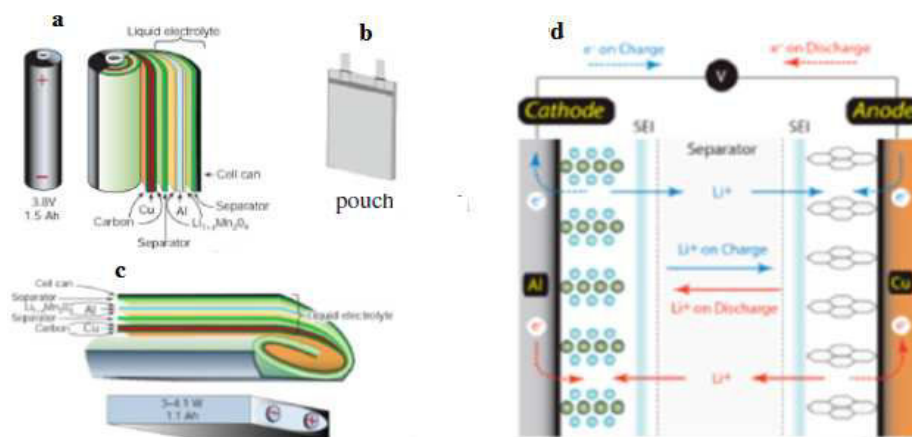 a
Liquid electrolyte
+
−
3.8V
1.5 Ah
Cell can
Separator
Cu
Al
Carbon
Li₁₋ₓMn₂O₄
Separator
b
pouch
c
Cell can
Separator
Al
Separator
Carbon
Cu
Liquid electrolyte
1.1 Ah
−
+
d
e⁻ on Charge
e⁻ on Discharge
V
Cathode
Anode
SEI
Separator
SEI
e⁻
Li⁺
e⁻
Li⁺ on Charge
Al
Cu
Li⁺ on Discharge
e⁻
Li⁺
e⁻